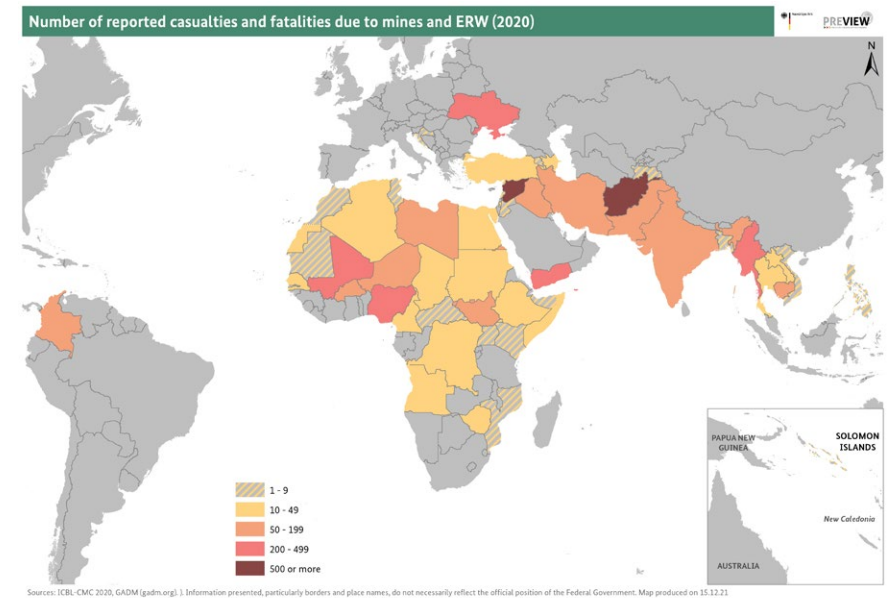 Number of reported casualties and fatalities due to mines and ERW (2020)
PREVIEW
N
PAPUA NEW
GUINEA
SOLOMON
ISLANDS
New Caledonia
AUSTRALIA
1 - 9
10 - 49
50 - 199
200 - 499
500 or more
Sources: ICBL-CMC 2020, GADM (gadm.org). ). Information presented, particularly borders and place names, do not necessarily reflect the official position of the Federal Government. Map produced on 15.12.21